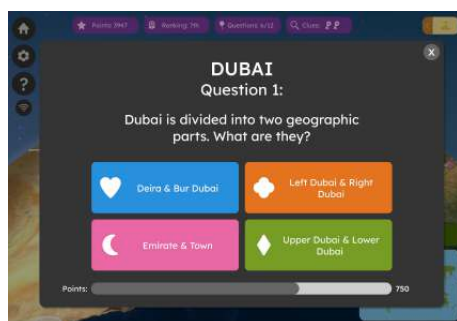 Points 3947 Ranking 7th Questions 4/12 Clues:
DUBAI
Question 1:
Dubai is divided into two geographic
parts. What are they?
Deira & Bur Dubai
Left Dubai & Right
Dubai
Emirate & Town
Upper Dubai & Lower
Dubai
Points: 750